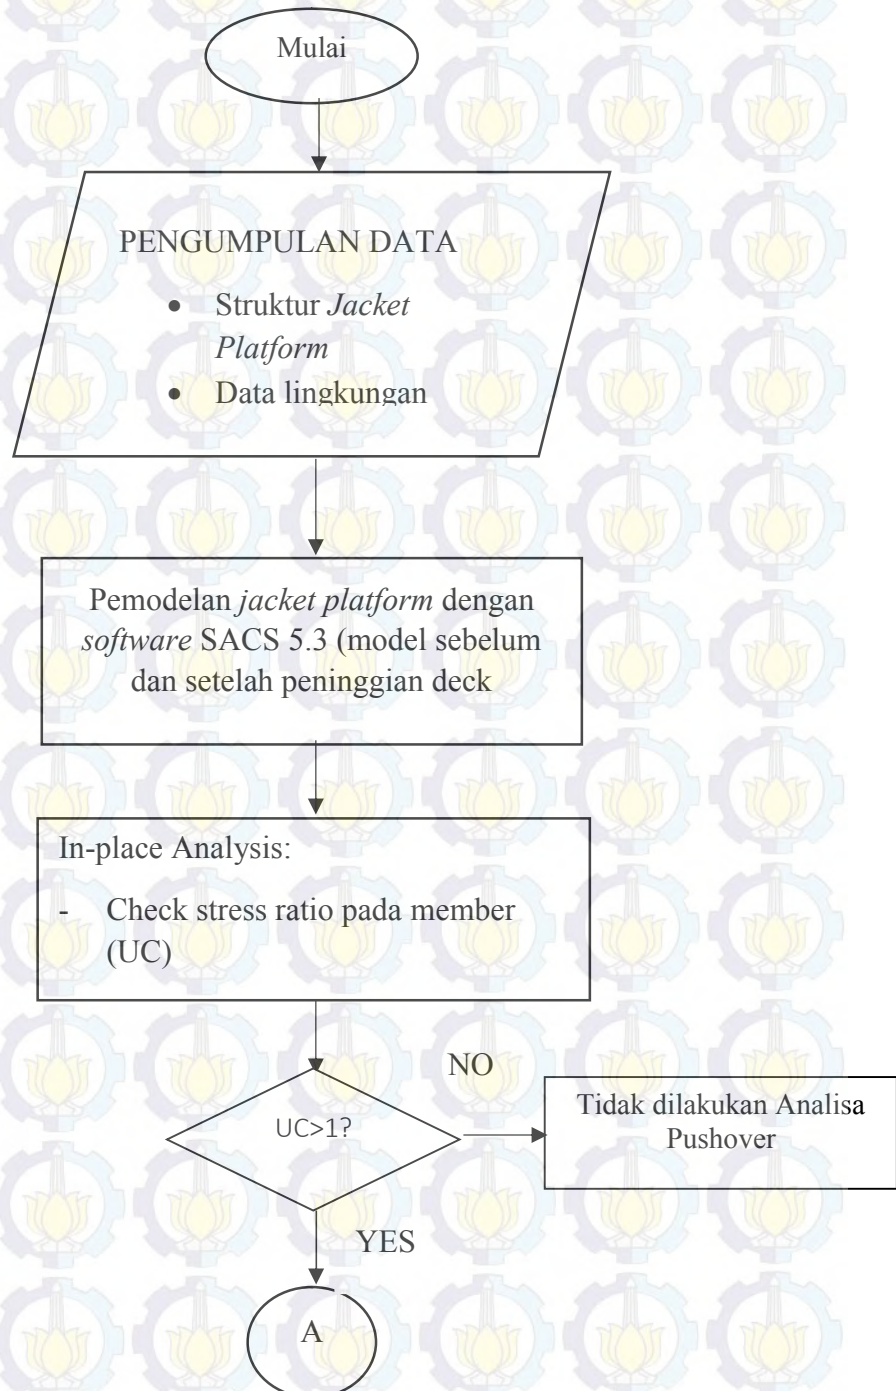 Mulai
PENGUMPULAN DATA
• Struktur Jacket
Platform
• Data lingkungan
Pemodelan jacket platform dengan
software SACS 5.3 (model sebelum
dan setelah peninggian deck
In-place Analysis:
- Check stress ratio pada member
(UC)
UC>1?
NO
Tidak dilakukan Analisa
Pushover
YES
A